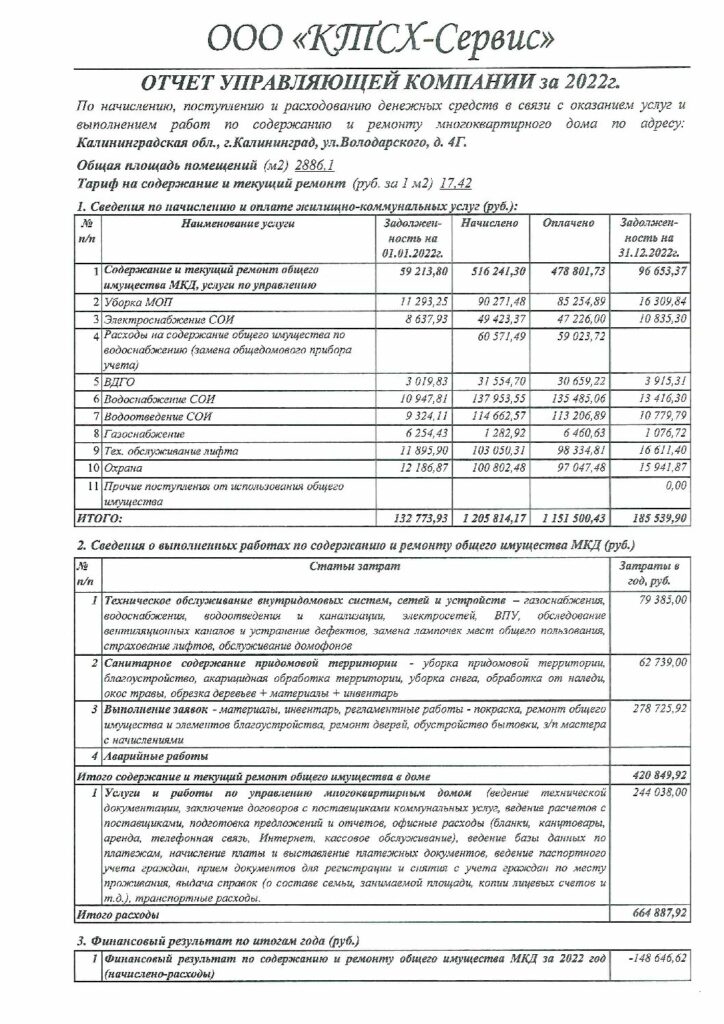 ООО «КТСХ-Сервис»
ОТЧЕТ УПРАВЛЯЮЩЕЙ КОМПАНИИ за 2022г.
По начислению, поступлению и расходованию денежных средств в связи с оказанием услуг и
выполнением работ по содержанию и ремонту многоквартирного дома по адресу:
Калининградская обл., г.Калининград, ул.Володарского, д. 4Г.
Общая площадь помещений (м2) 2886,1
Тариф на содержание и текущий ремонт (руб. за 1 м2) 17,42
1. Сведения по начислению и оплате жилищно-коммунальных услуг (руб.):
№ п/п Наименование услуги Задолжен-ность на 01.01.2022г. Начислено Оплачено Задолжен-ность на 31.12.2022г.
1 Содержание и текущий ремонт общего 59 213,80 516 241,30 478 801,73 96 653,37
имущества МКД, услуги по управлению
2 Уборка МОП 11 293,25 90 271,48 85 254,89 16 309,84
3 Электроснабжение СОИ 8 637,93 49 423,37 47 226,00 10 835,30
4 Расходы на содержание общего имущества по 60 571,49 59 023,72
водоснабжению (замена общедомового прибора
учета)
5 ВДГО 3 019,83 31 554,70 30 659,22 3 915,31
6 Водоснабжение СОИ 10 947,81 137 953,55 135 485,06 13 416,30
7 Водоотведение СОИ 9 324,11 114 662,57 113 206,89 10 779,79
8 Газоснабжение 6 254,43 1 282,92 6 460,63 1 076,72
9 Тех. обслуживание лифта 11 895,90 103 050,31 98 334,81 16 611,40
10 Охрана 12 186,87 100 802,48 97 047,48 15 941,87
11 Прочие поступления от использования общего 0,00
имущества
ИТОГО: 132 773,93 1 205 814,17 1 151 500,43 185 539,90
2. Сведения о выполненных работах по содержанию и ремонту общего имущества МКД (руб.)
№ Статьи затрат Затраты в
п/п год, руб.
1 Техническое обслуживание внутридомовых систем, сетей и устройств – газоснабжения, 79 385,00
водоснабжения, водоотведения и канализации, электросетей, ВПУ, обследование
вентиляционных каналов и устранение дефектов, замена лампочек мест общего пользования,
страхование лифтов, обслуживание домофонов
2 Санитарное содержание придомовой территории - уборка придомовой территории, 62 739,00
благоустройство, акарицидная обработка территории, уборка снега, обработка от наледи,
окос травы, обрезка деревьев + материалы + инвентарь
3 Выполнение заявок - материалы, инвентарь, регламентные работы - покраска, ремонт общего 278 725,92
имущества и элементов благоустройства, ремонт дверей, обустройство бытовки, з/п мастера
с начислениями
4 Аварийные работы
Итого содержание и текущий ремонт общего имущества в доме 420 849,92
1 Услуги и работы по управлению многоквартирным домом (ведение технической 244 038,00
документации, заключение договоров с поставщиками коммунальных услуг, ведение расчетов с
поставщиками, подготовка предложений и отчетов, офисные расходы (бланки, канцтовары,
аренда, телефонная связь, Интернет, кассовое обслуживание), ведение базы данных по
платежам, начисление платы и выставление платежных документов, ведение паспортного
учета граждан, прием документов для регистрации и снятия с учета граждан по месту
проживания, выдача справок (о составе семьи, занимаемой площади, копии лицевых счетов и
т.д.), транспортные расходы.
Итого расходы 664 887,92
3. Финансовый результат по итогам года (руб.)
1 Финансовый результат по содержанию и ремонту общего имущества МКД за 2022 год -148 646,62
(начислено-расходы)